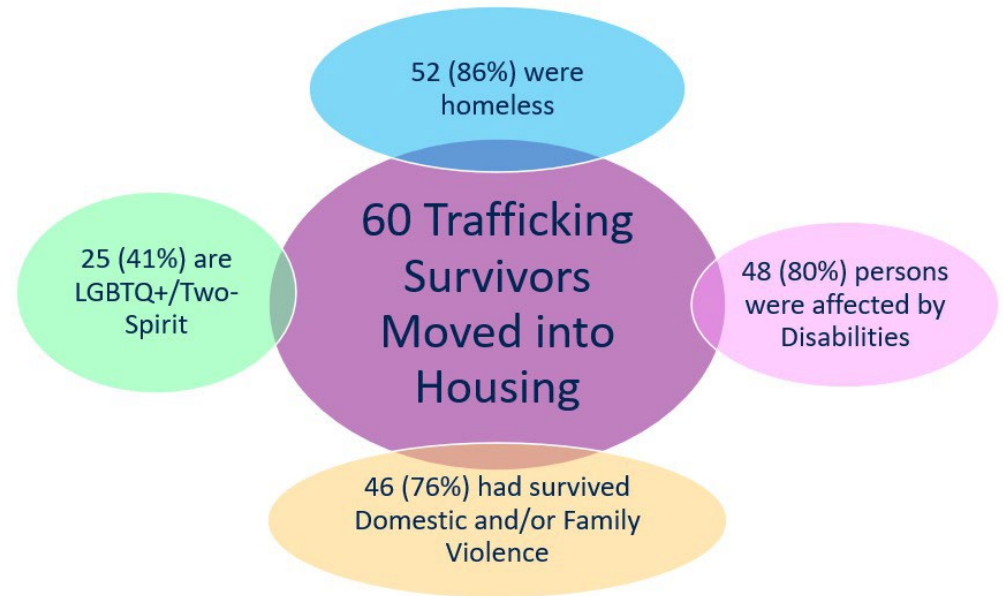 52 (86%) were
homeless
25 (41%) are
LGBTQ+/Two-
Spirit
60 Trafficking
Survivors
Moved into
Housing
48 (80%) persons
were affected by
Disabilities
46 (76%) had survived
Domestic and/or Family
Violence